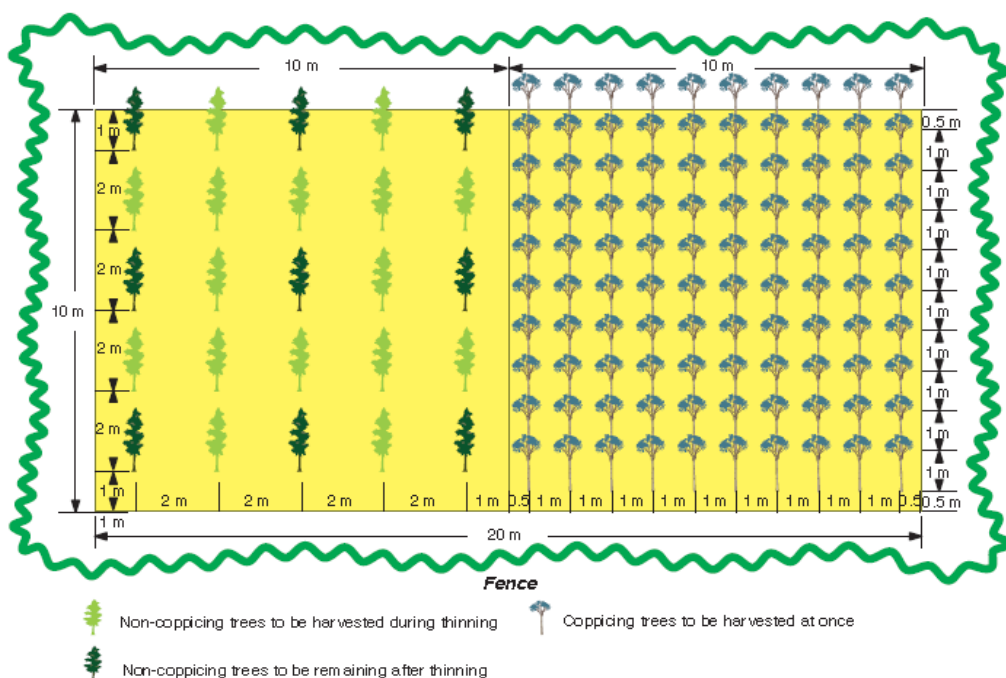 10 m 10 m
1 m 0.5 m
1 m
2 m 1 m
1 m
2 m 1 m
10 m 1 m
2 m 1 m
1 m
2 m 1 m
1 m
1 m 2 m 2 m 2 m 2 m 1 m 0.5 1 m 1 m 1 m 1 m 1 m 1 m 1 m 1 m 1 m 0.5 0.5 m
1 m
20 m
Fence
Non-coppicing trees to be harvested during thinning Coppicing trees to be harvested at once
Non-coppicing trees to be remaining after thinning